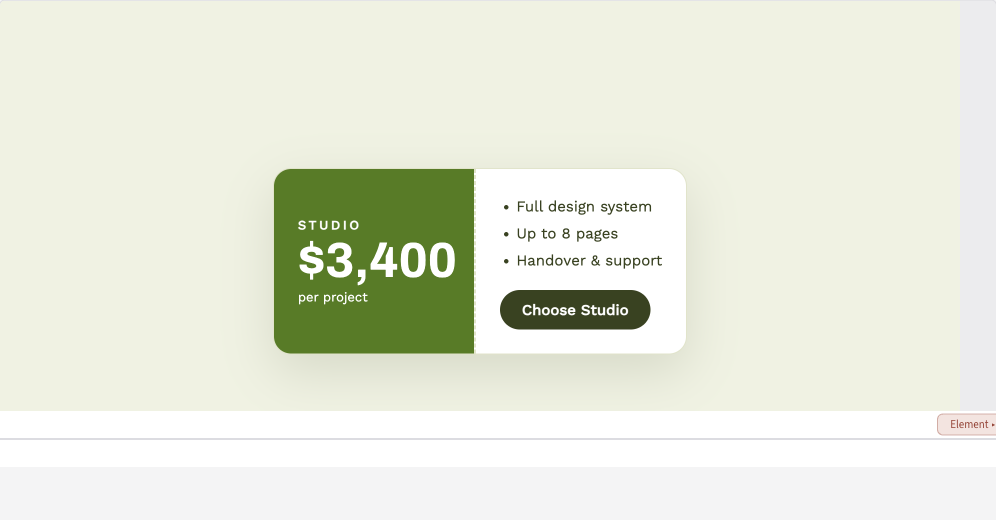 STUDIO
$3,400
per project
• Full design system
• Up to 8 pages
• Handover & support
Choose Studio
Element